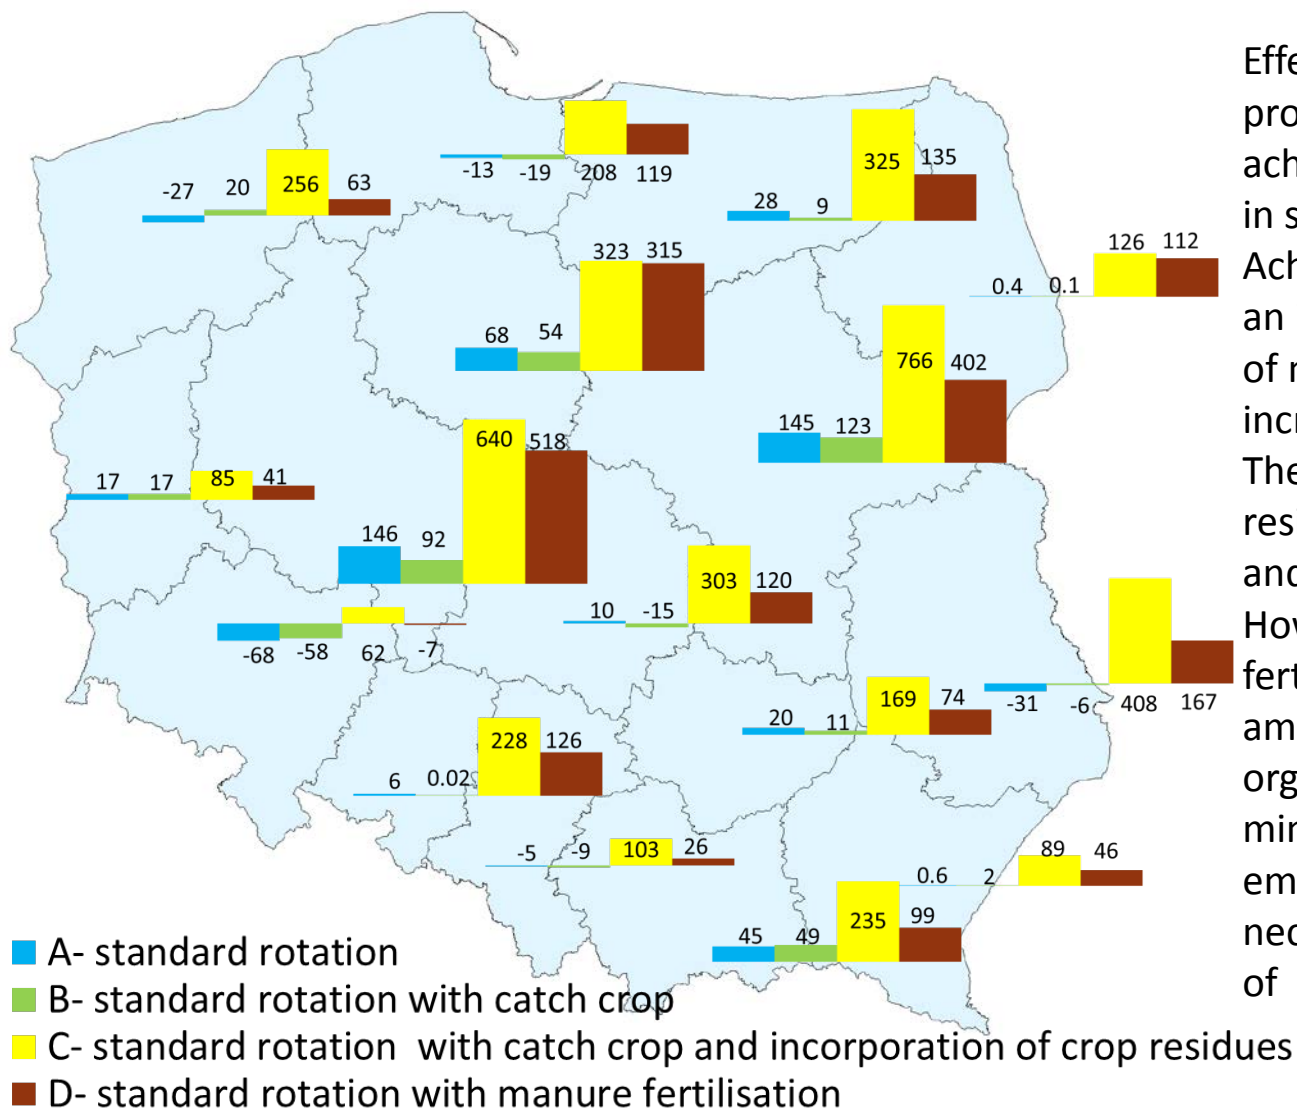 -27 20 256 63
-13 -19 208 119
28 9 325 135
0.4 0.1 126 112
68 54 323 315
145 123 766 402
17 17 85 41
146 92 640 518
10 -15 303 120
-68 -58 62 -7
-31 -6 408 167
20 11 169 74
6 0.02 228 126
-5 -9 103 26
0.6 2 89 46
45 49 235 99
A- standard rotation
B- standard rotation with catch crop
C- standard rotation with catch crop and incorporation of crop residues
D- standard rotation with manure fertilisation
Effe
pro
ach
in s
Ach
an
of
incr
The
res
and
How
fert
am
org
min
em
nec
of